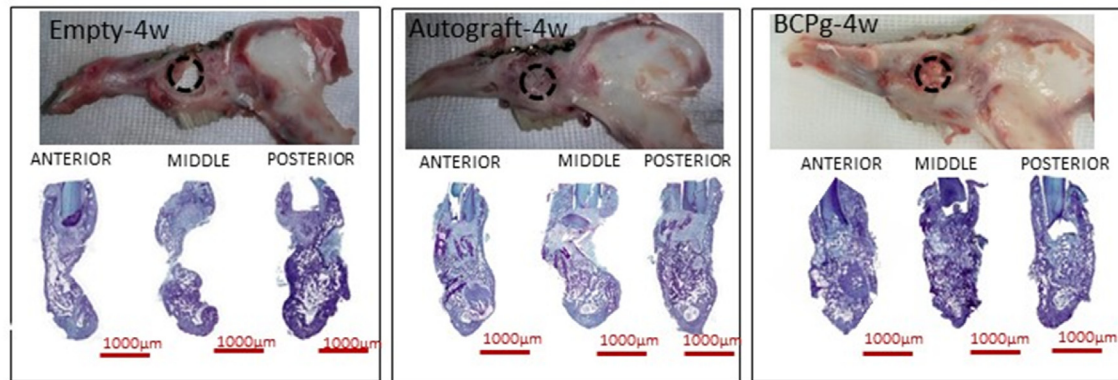 Empty-4w
ANTERIOR MIDDLE POSTERIOR
1000µm 1000µm 1000µm
Autograft-4w
ANTERIOR MIDDLE POSTERIOR
1000µm 1000µm 1000µm
BCPg-4w
ANTERIOR MIDDLE POSTERIOR
1000µm 1000µm 1000µm